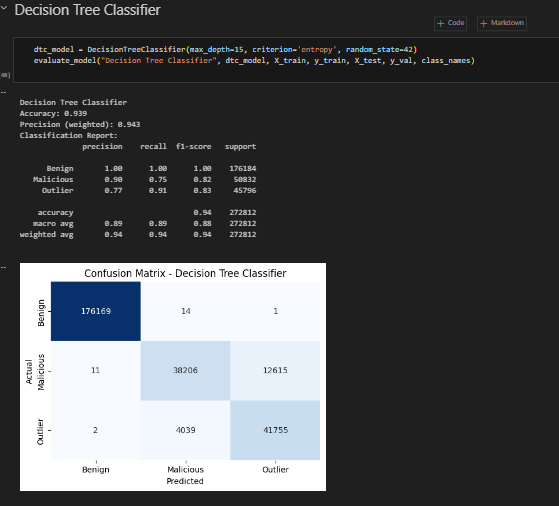 Decision Tree Classifier
+ Code
+ Markdown
dtc_model = DecisionTreeClassifier(max_depth=15, criterion='entropy', random_state=42)
evaluate_model("Decision Tree Classifier", dtc_model, X_train, y_train, X_test, y_val, class_names)
Decision Tree Classifier
Accuracy: 0.939
Precision (weighted): 0.943
Classification Report:
precision recall f1-score support
Benign 1.00 1.00 1.00 176184
Malicious 0.90 0.75 0.82 50832
Outlier 0.77 0.91 0.83 45796
accuracy 0.94 272812
macro avg 0.89 0.89 0.88 272812
weighted avg 0.94 0.94 0.94 272812
Confusion Matrix - Decision Tree Classifier
Benign 176169 14 1
Actual
Malicious 11 38206 12615
Outlier 2 4039 41755
Benign Malicious Outlier
Predicted